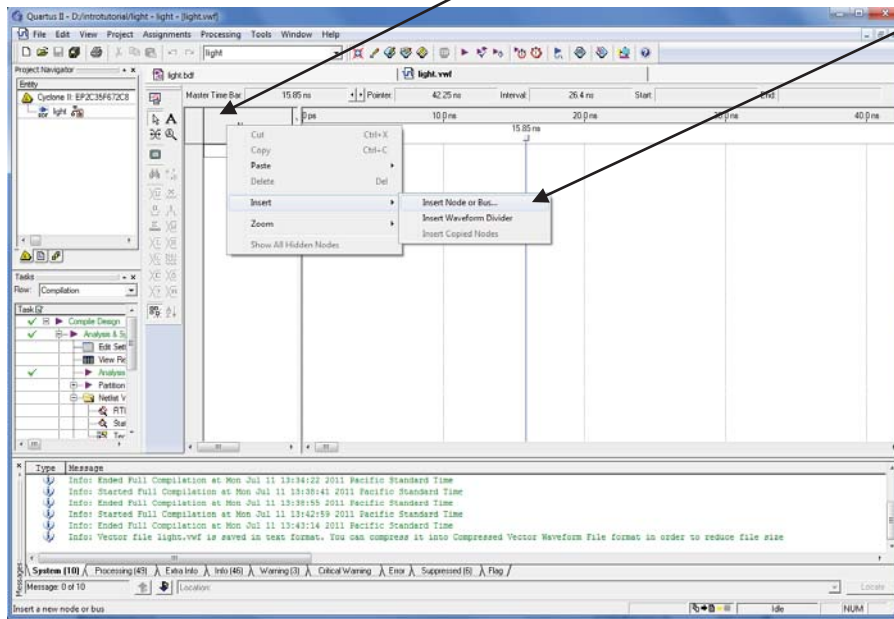 Quartus II - D:/introtutorial/light - light - [light.vwf]
File Edit View Project Assignments Processing Tools Window Help
light
Project Navigator
light.bdf
light.vwf
Entity
Cyclone II: EP2C35F672C8
light
Master Time Bar: 15.85 ns Pointer: 42.25 ns Interval: 26.4 ns Start: End:
0 ps 10.0 ns 20.0 ns 30.0 ns 40.0 ns
15.85 ns
Cut Ctrl+X
Copy Ctrl+C
Paste
Delete Del
Insert
Zoom
Show All Hidden Nodes
Insert Node or Bus...
Insert Waveform Divider
Insert Copied Nodes
Tasks
Flow: Compilation
Task
Compile Design
Analysis & Sy
Edit Sett
View Re
Analysis
Partition
Netlist V
RTL
Stat
Tec
Type Message
Info: Ended Full Compilation at Mon Jul 11 13:34:22 2011 Pacific Standard Time
Info: Started Full Compilation at Mon Jul 11 13:38:41 2011 Pacific Standard Time
Info: Ended Full Compilation at Mon Jul 11 13:38:55 2011 Pacific Standard Time
Info: Started Full Compilation at Mon Jul 11 13:42:59 2011 Pacific Standard Time
Info: Ended Full Compilation at Mon Jul 11 13:43:14 2011 Pacific Standard Time
Info: Vector file light.vwf is saved in text format. You can compress it into Compressed Vector Waveform File format in order to reduce file size
System (10) Processing (49) Extra Info Info (46) Warning (3) Critical Warning Error Suppressed (6) Flag
Messages
Message: 0 of 10 Location: Locate
Insert a new node or bus Idle NUM